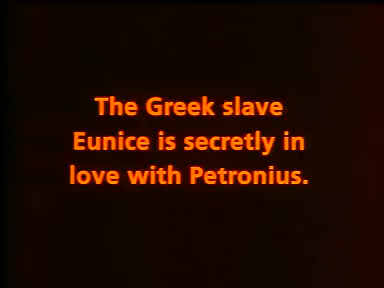 The Greek slave
Eunice is secretly in
love with Petronius.